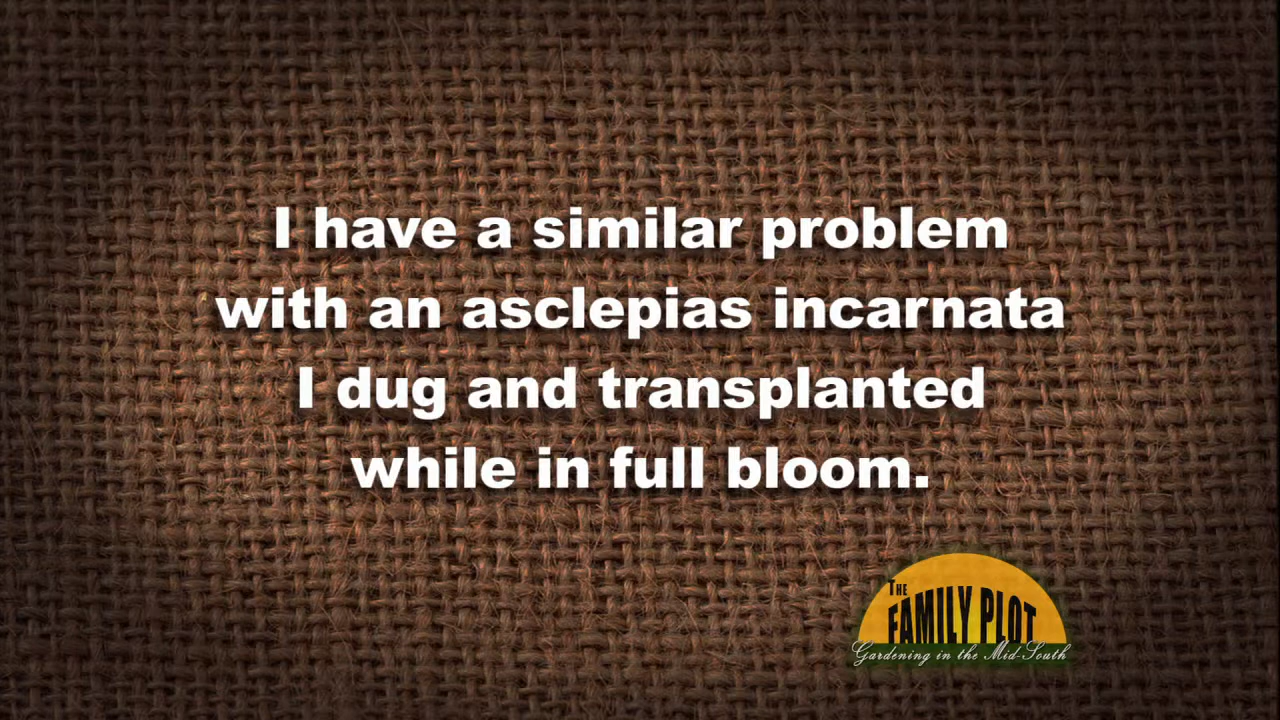 I have a similar problem
with an asclepias incarnata
I dug and transplanted
while in full bloom.
THE
FAMILY PLOT
Gardening in the Mid-South